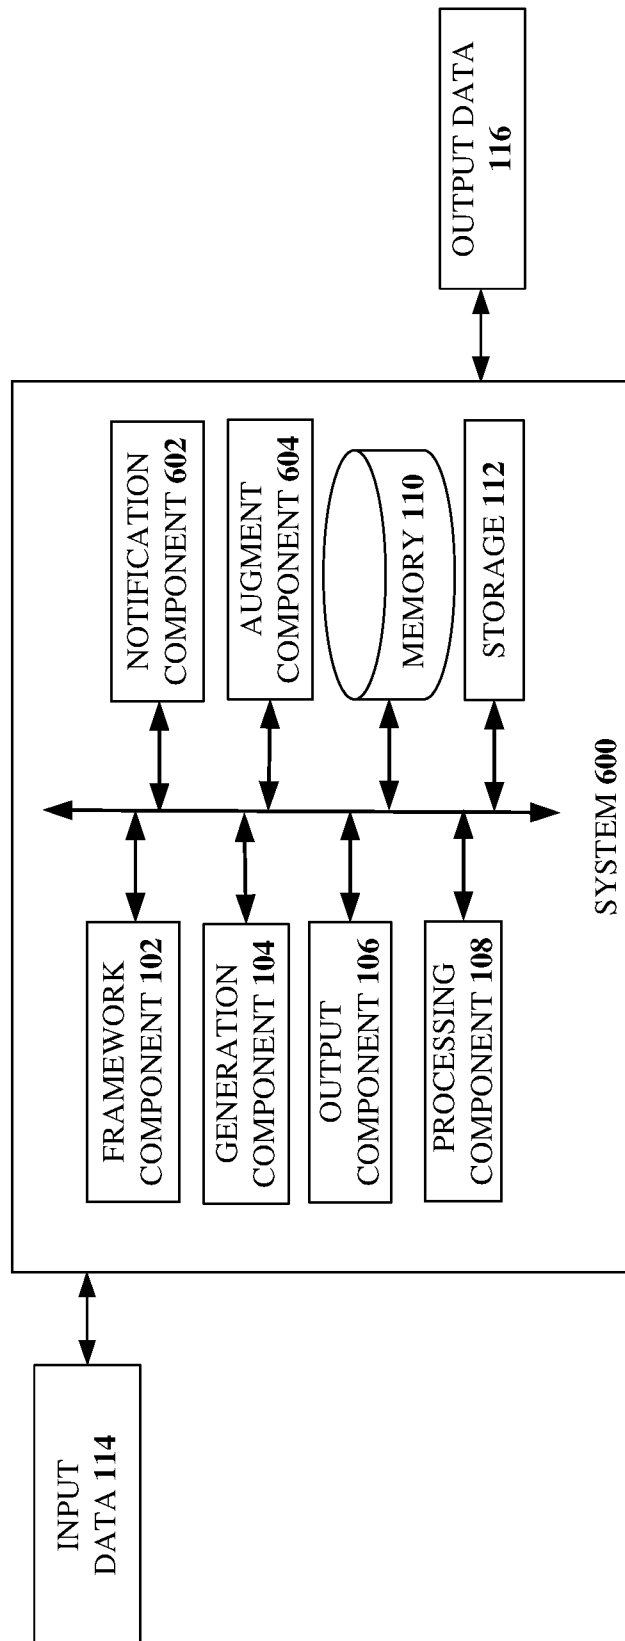 INPUT
DATA 114
FRAMEWORK
COMPONENT 102
GENERATION
COMPONENT 104
OUTPUT
COMPONENT 106
PROCESSING
COMPONENT 108
NOTIFICATION
COMPONENT 602
AUGMENT
COMPONENT 604
MEMORY 110
STORAGE 112
SYSTEM 600
OUTPUT DATA
116